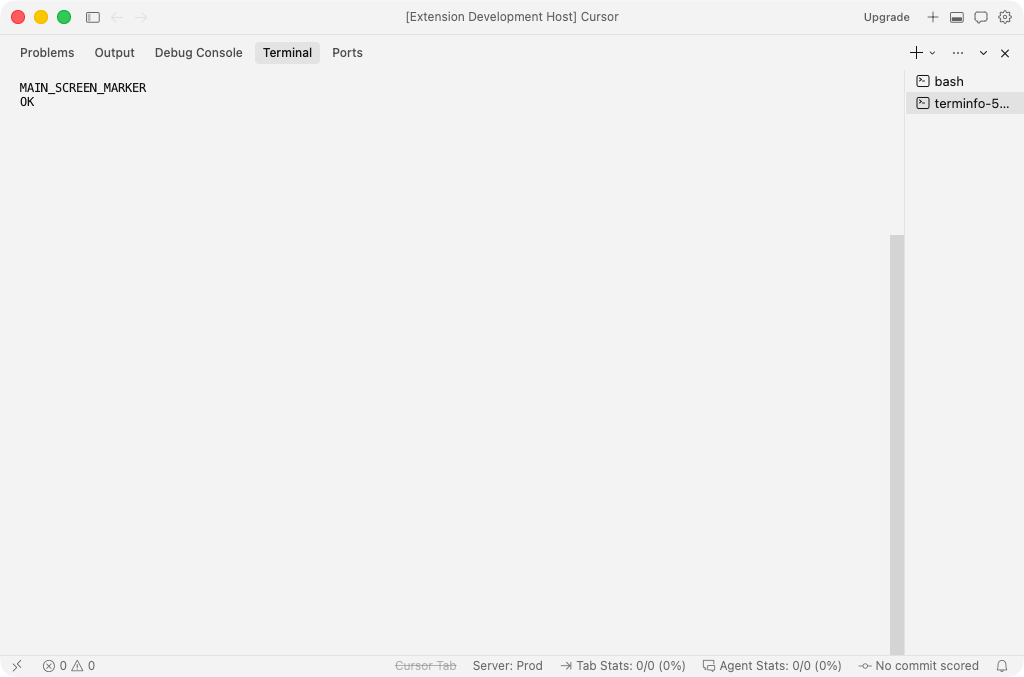 [Extension Development Host] Cursor
Upgrade
Problems Output Debug Console Terminal Ports
MAIN_SCREEN_MARKER
OK
bash
terminfo-5...
0 0 Cursor Tab Server: Prod Tab Stats: 0/0 (0%) Agent Stats: 0/0 (0%) No commit scored